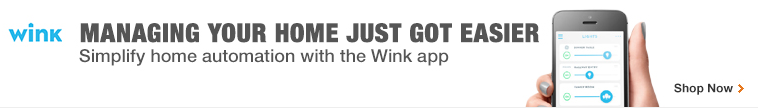 wink
MANAGING YOUR HOME JUST GOT EASIER
Simplify home automation with the Wink app
Shop Now >